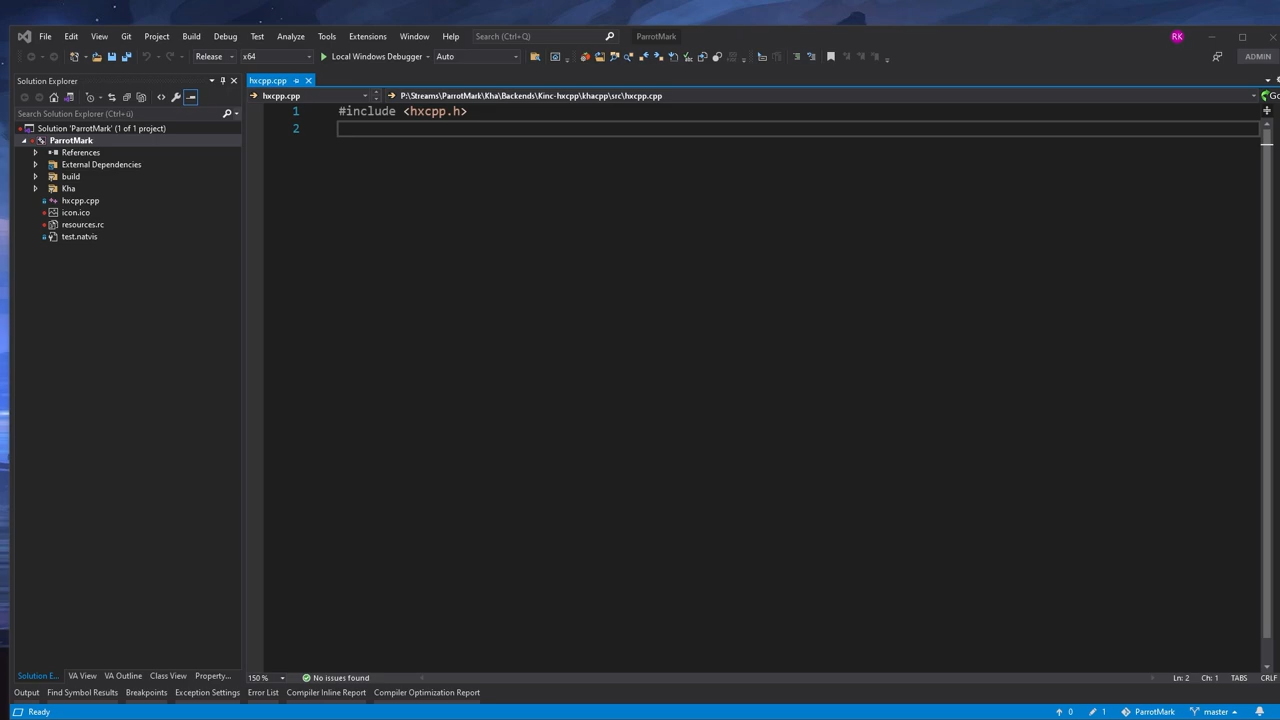 File Edit View Git Project Build Debug Test Analyze Tools Extensions Window Help Search (Ctrl+Q) ParrotMark RK
Release x64 Local Windows Debugger Auto ADMIN
Solution Explorer
hxcpp.cpp
hxcpp.cpp P:\Streams\ParrotMark\Kha\Backends\Kinc-hxcpp\khacpp\src\hxcpp.cpp
Search Solution Explorer (Ctrl+ü)
1 #include <hxcpp.h>
2
Solution 'ParrotMark' (1 of 1 project)
ParrotMark
References
External Dependencies
build
Kha
hxcpp.cpp
icon.ico
resources.rc
test.natvis
Solution E... VA View VA Outline Class View Property...
150 % No issues found Ln: 2 Ch: 1 TABS CRLF
Output Find Symbol Results Breakpoints Exception Settings Error List Compiler Inline Report Compiler Optimization Report
Ready 0 1 ParrotMark master